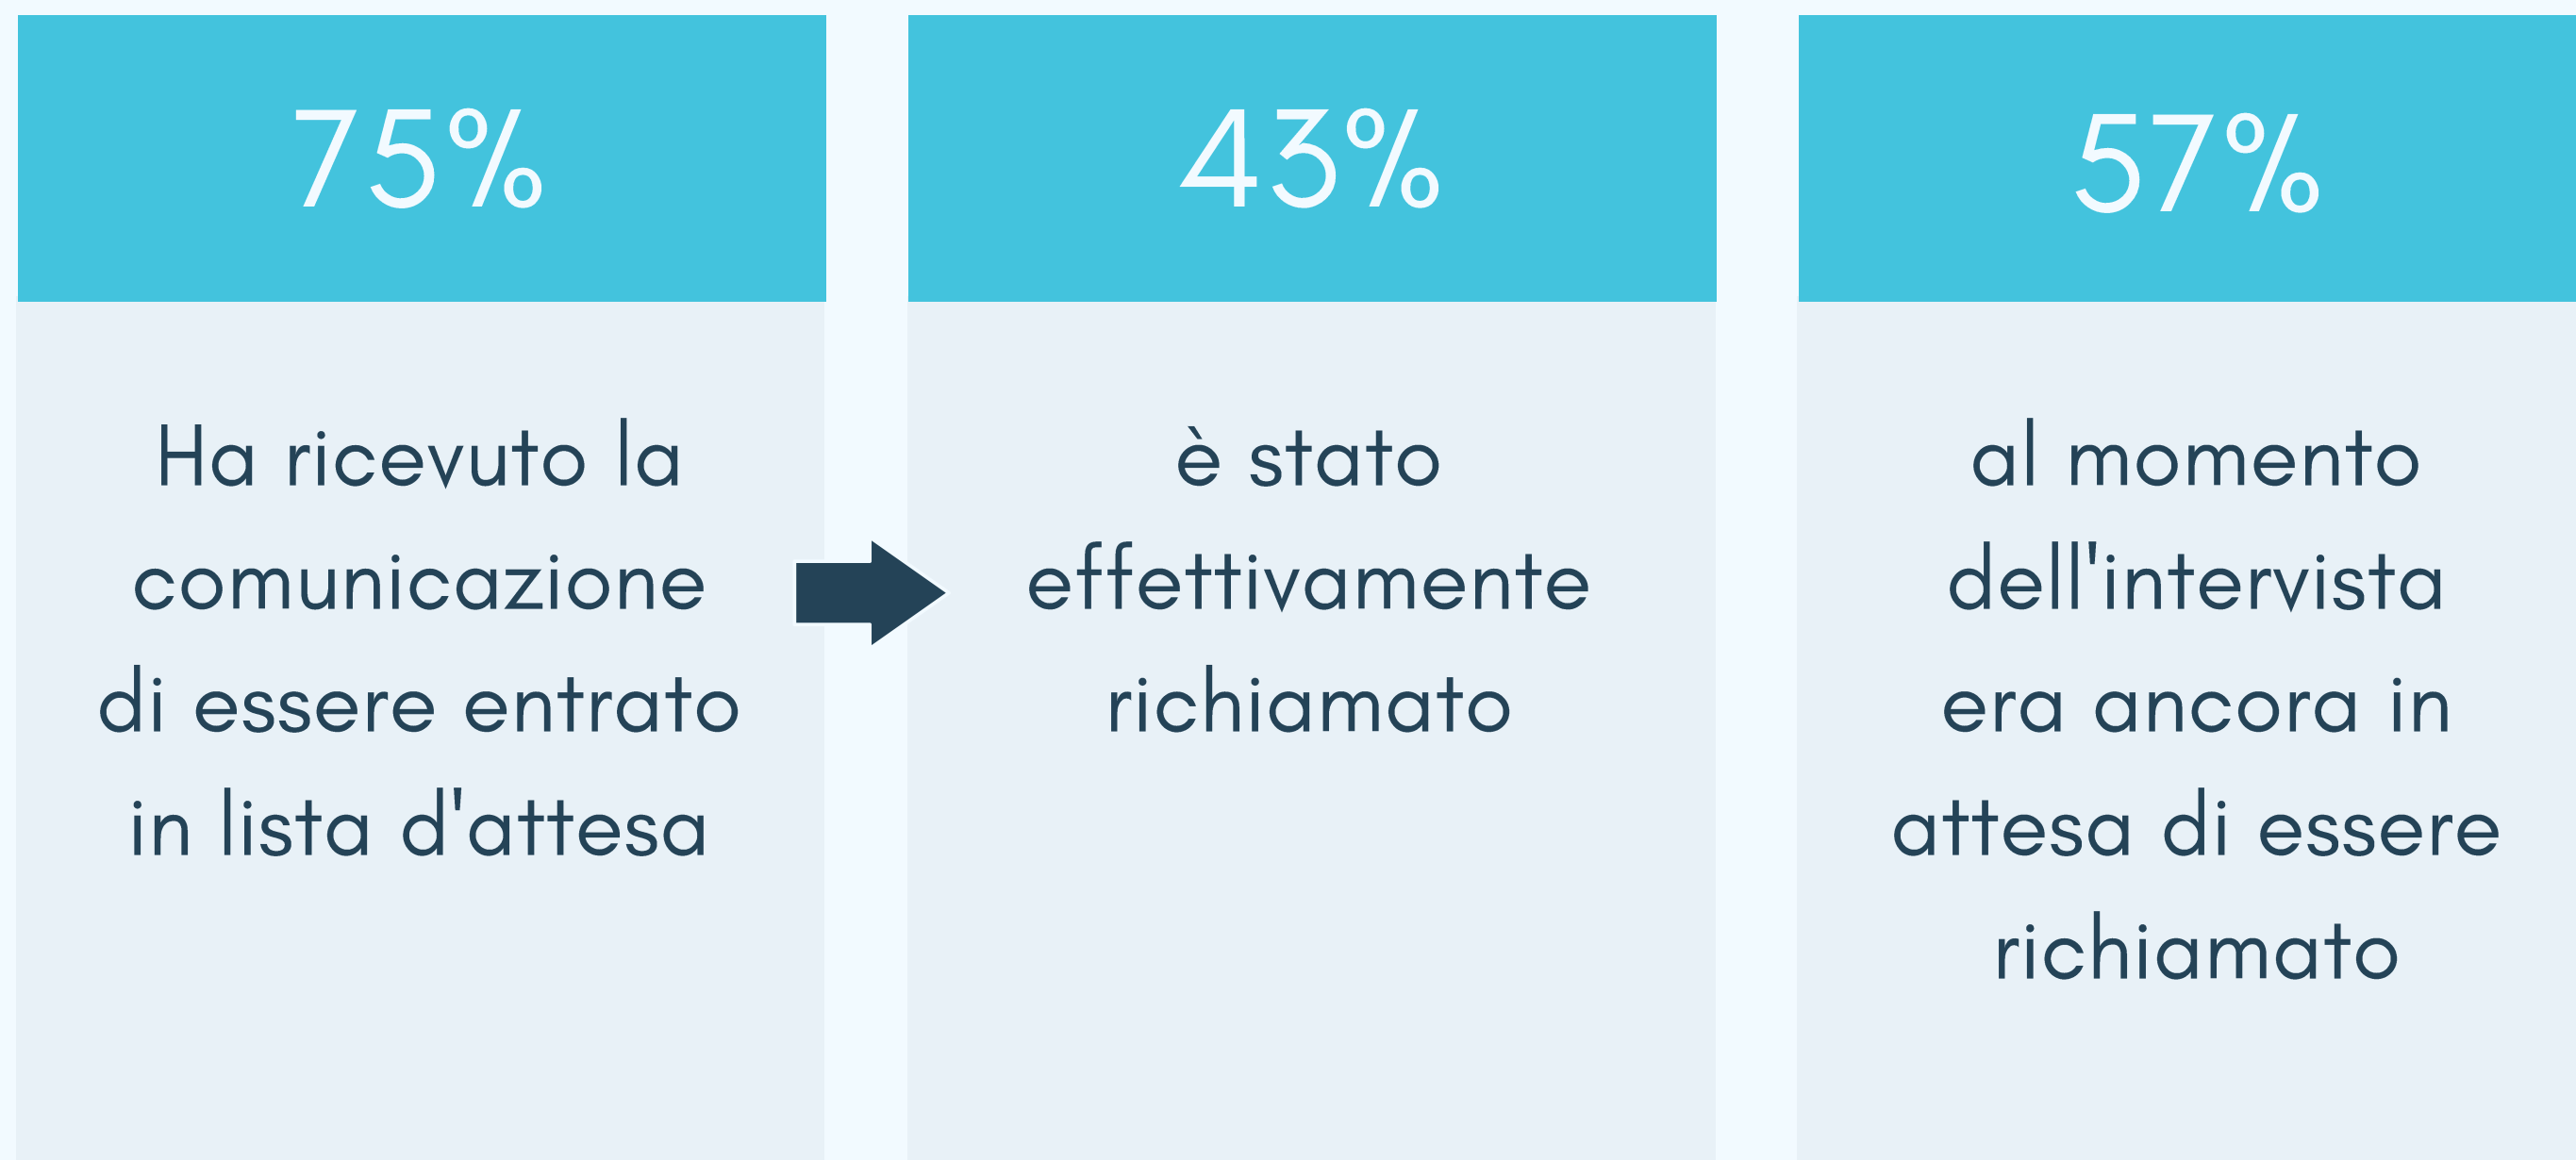 75%
Ha ricevuto la
comunicazione
di essere entrato
in lista d'attesa
43%
è stato
effettivamente
richiamato
57%
al momento
dell'intervista
era ancora in
attesa di essere
richiamato